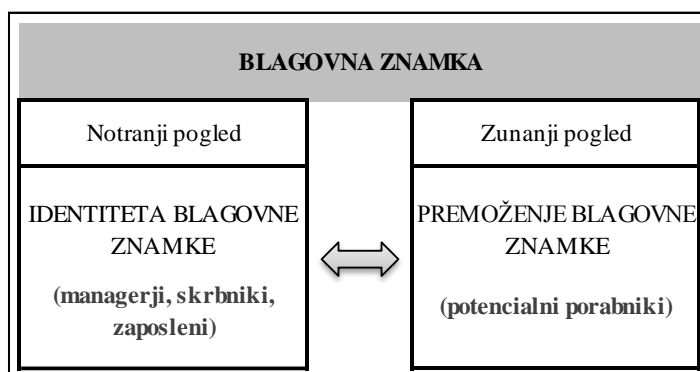 BLAGOVNA ZNAMKA
Notranji pogled
Zunanji pogled
IDENTITETA BLAGOVNE
ZNAMKE
(managerji, skrbniki,
zaposleni)
PREMOŽENJE BLAGOVNE
ZNAMKE
(potencialni porabniki)